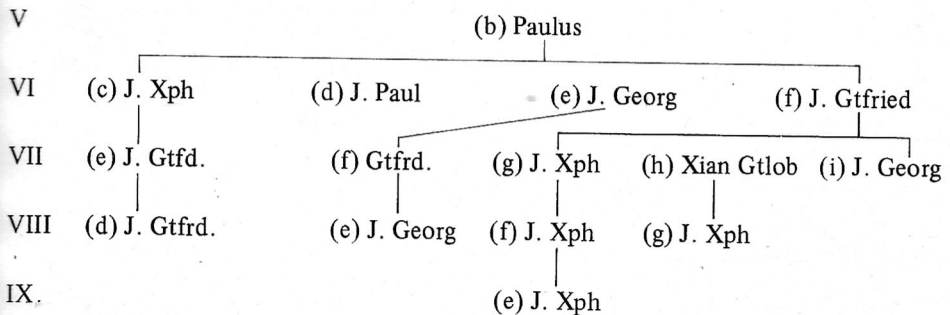 V (b) Paulus
VI (c) J. Xph (d) J. Paul (e) J. Georg (f) J. Gtfried
VII (e) J. Gtfd. (f) Gtfrd. (g) J. Xph (h) Xian Gtlob (i) J. Georg
VIII (d) J. Gtfrd. (e) J. Georg (f) J. Xph (g) J. Xph
IX. (e) J. Xph